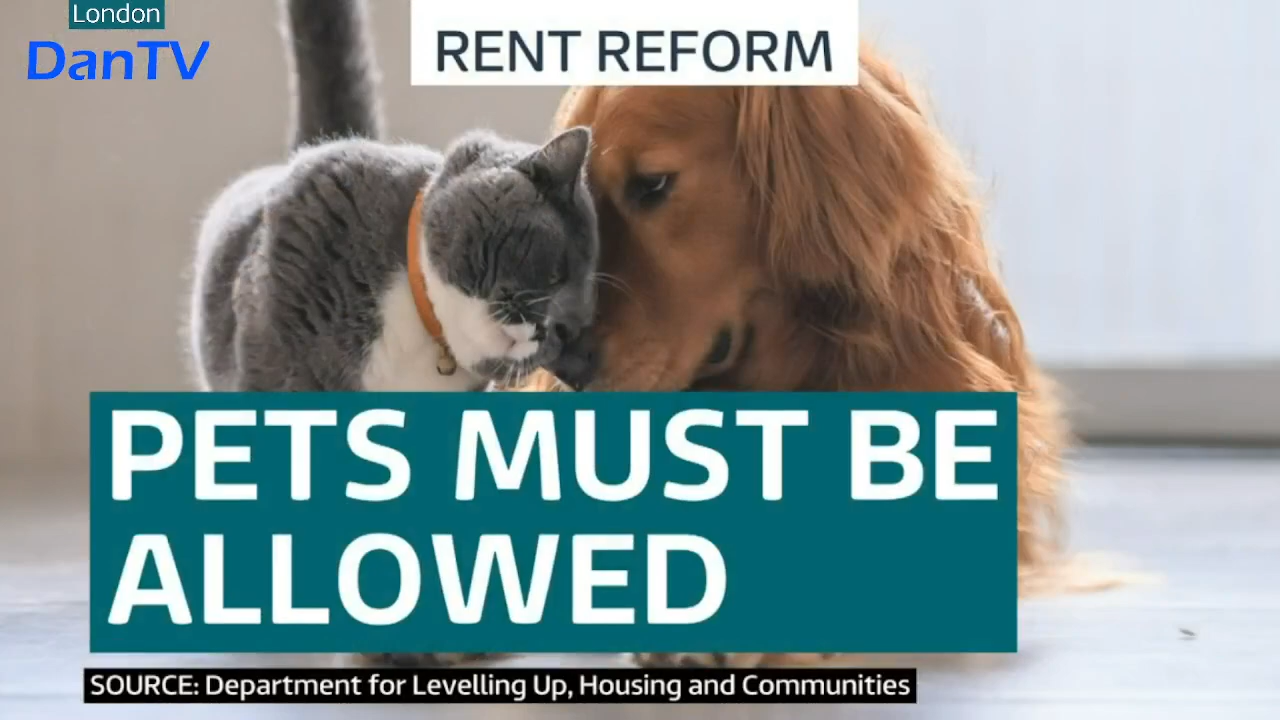 London
DanTV
RENT REFORM
PETS MUST BE
ALLOWED
SOURCE: Department for Levelling Up, Housing and Communities